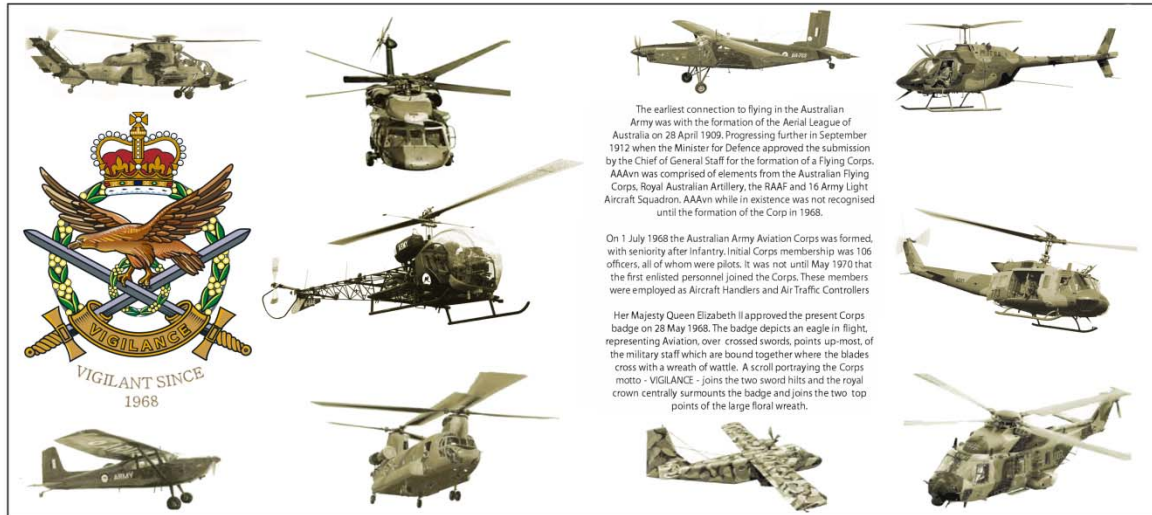 VIGILANCE
VIGILANT SINCE
1968
ARMY
The earliest connection to flying in the Australian
Army was with the formation of the Aerial League of
Australia on 28 April 1909. Progressing further in September
1912 when the Minister for Defence approved the submission
by the Chief of General Staff for the formation of a Flying Corps.
AAAvn was comprised of elements from the Australian Flying
Corps, Royal Australian Artillery, the RAAF and 16 Army Light
Aircraft Squadron. AAAvn while in existence was not recognised
until the formation of the Corp in 1968.
On 1 July 1968 the Australian Army Aviation Corps was formed,
with seniority after infantry. Initial Corps membership was 106
officers, all of whom were pilots. It was not until May 1970 that
the first enlisted personnel joined the Corps. These members
were employed as Aircraft Handlers and Air Traffic Controllers
Her Majesty Queen Elizabeth II approved the present Corps
badge on 28 May 1968. The badge depicts an eagle in flight,
representing Aviation, over crossed swords, points up-most, of
the military staff which are bound together where the blades
cross with a wreath of wattle. A scroll portraying the Corps
motto - VIGILANCE - joins the two sword hilts and the royal
crown centrally surmounts the badge and joins the two top
points of the large floral wreath.